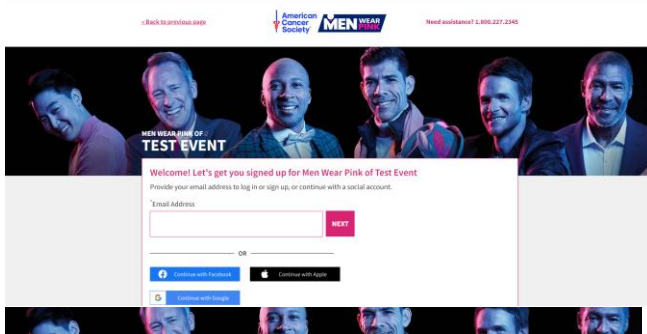 < Back to previous page
American
Cancer
Society
MEN WEAR
PINK
Need assistance? 1.800.227.2345
MEN WEAR PINK OF
TEST EVENT
Welcome! Let's get you signed up for Men Wear Pink of Test Event
Provide your email address to log in or sign up, or continue with a social account.
*Email Address
NEXT
OR
Continue with Facebook
Continue with Apple
G Continue with Google